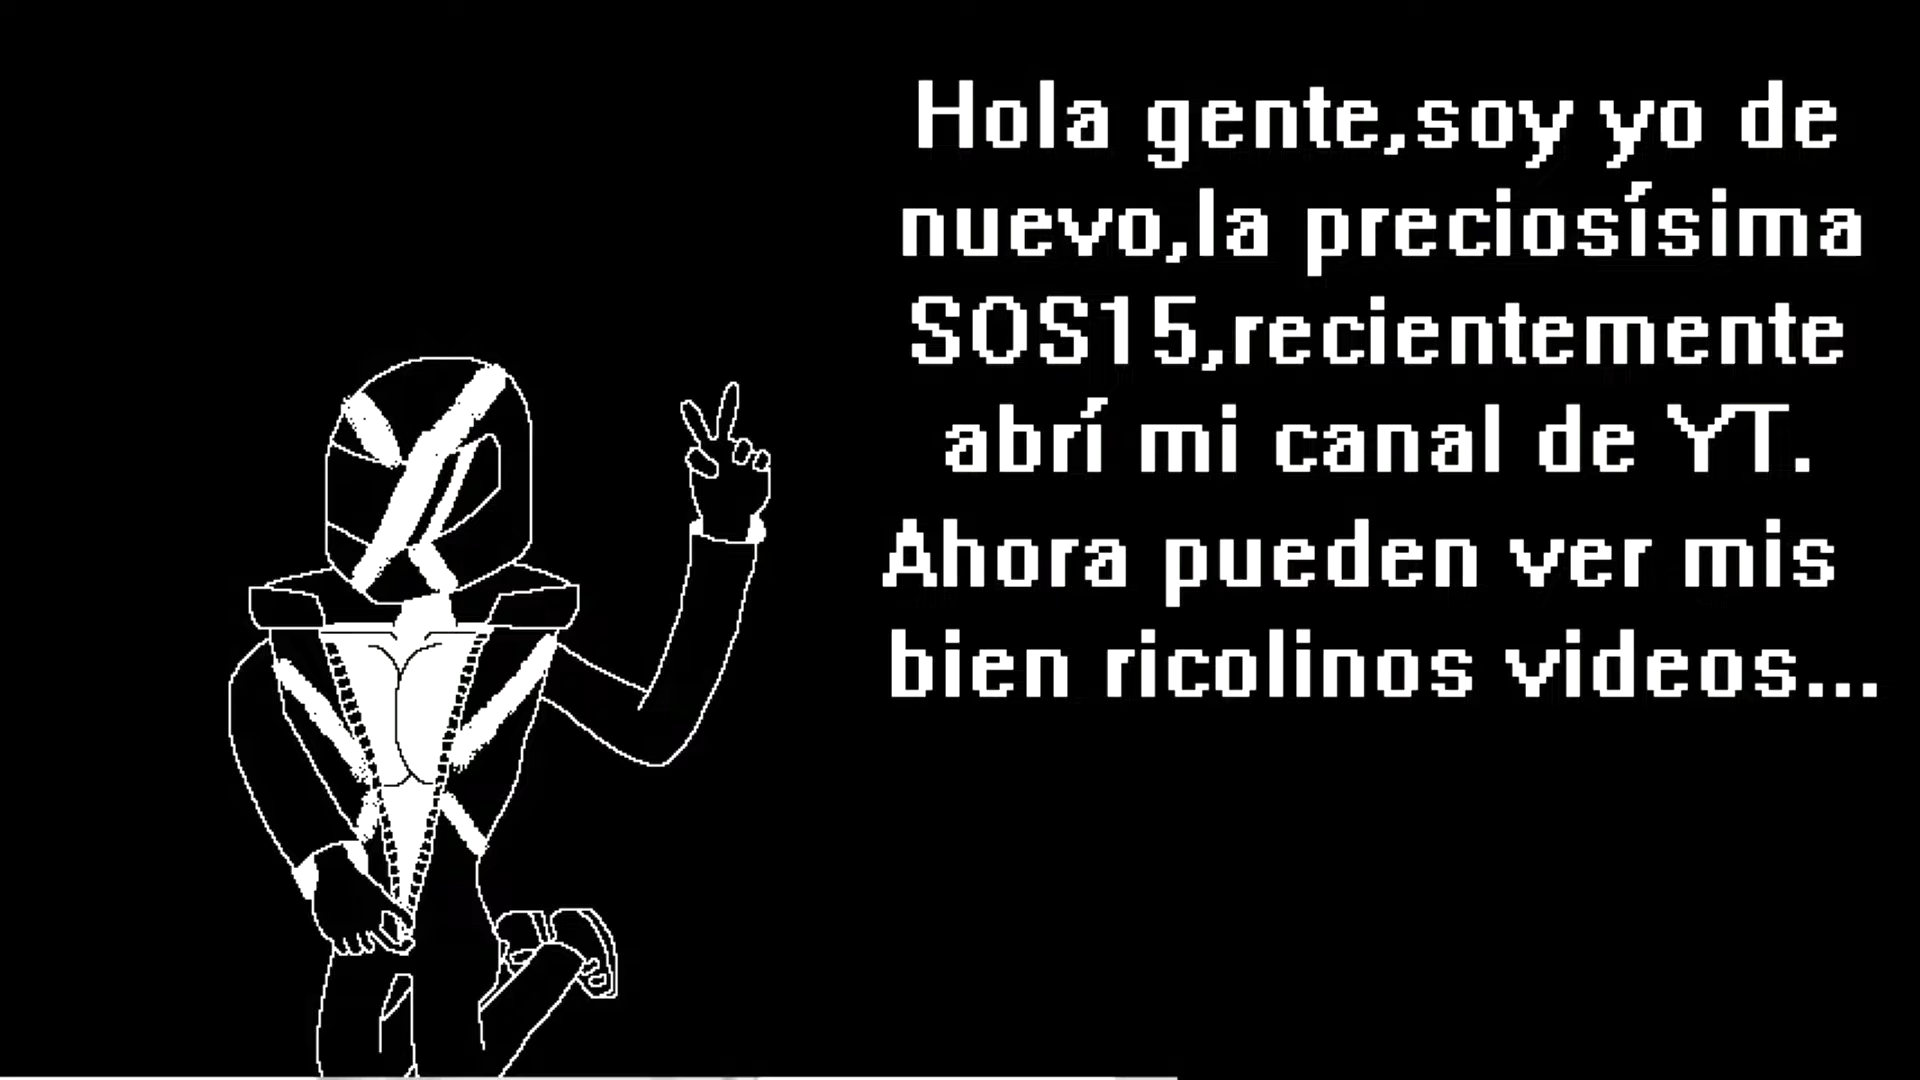 Hola gente,soy yo de
nuevo,la preciosísima
SOS15,recientemente
abrí mi canal de YT.
Ahora pueden ver mis
bien ricolinos videos...